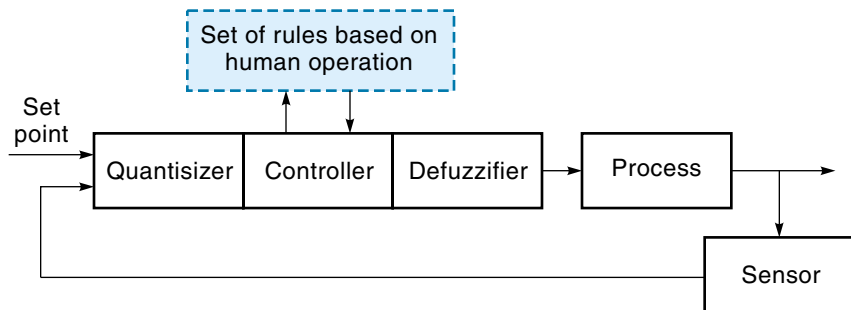 Set of rules based on
human operation
Set
point
Quantisizer
Controller
Defuzzifier
Process
Sensor